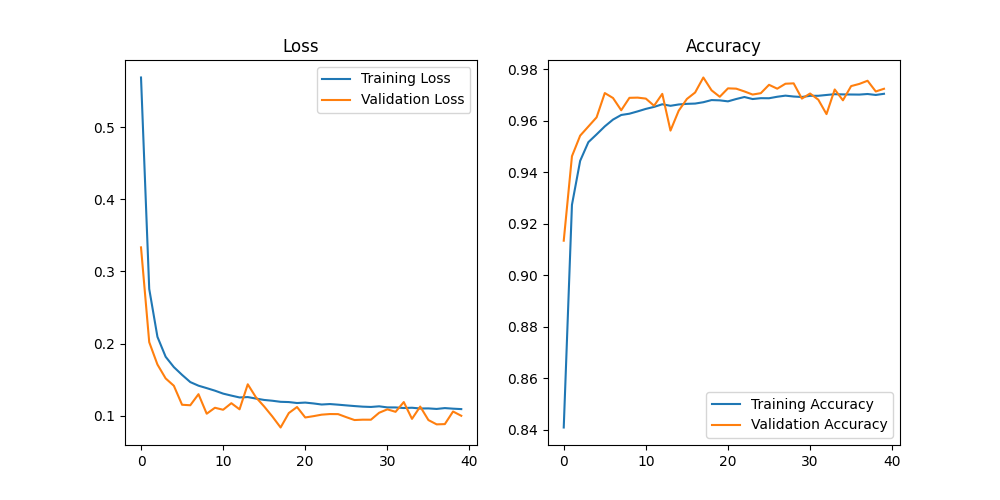 Loss
Training Loss
Validation Loss
0.5
0.4
0.3
0.2
0.1
0 10 20 30 40
Accuracy
0.98
0.96
0.94
0.92
0.90
0.88
0.86
0.84
Training Accuracy
Validation Accuracy
0 10 20 30 40